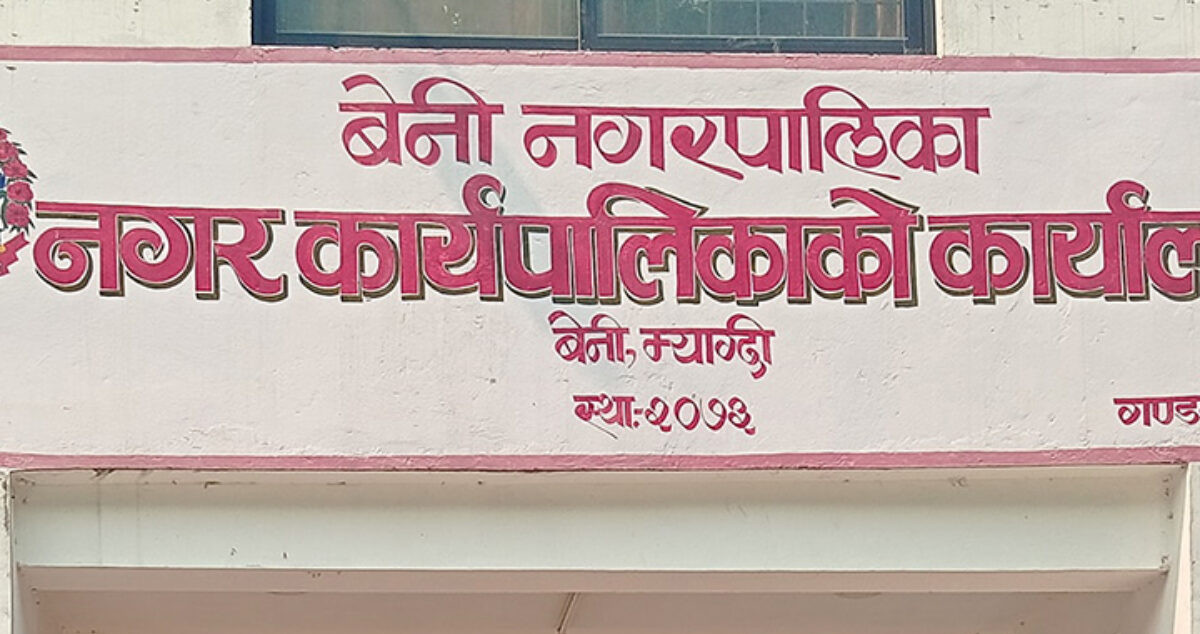 बेनी नगरपालिका
नगर कार्यपालिकाको
बेनी, म्याग्दी
स्था:-२०७३